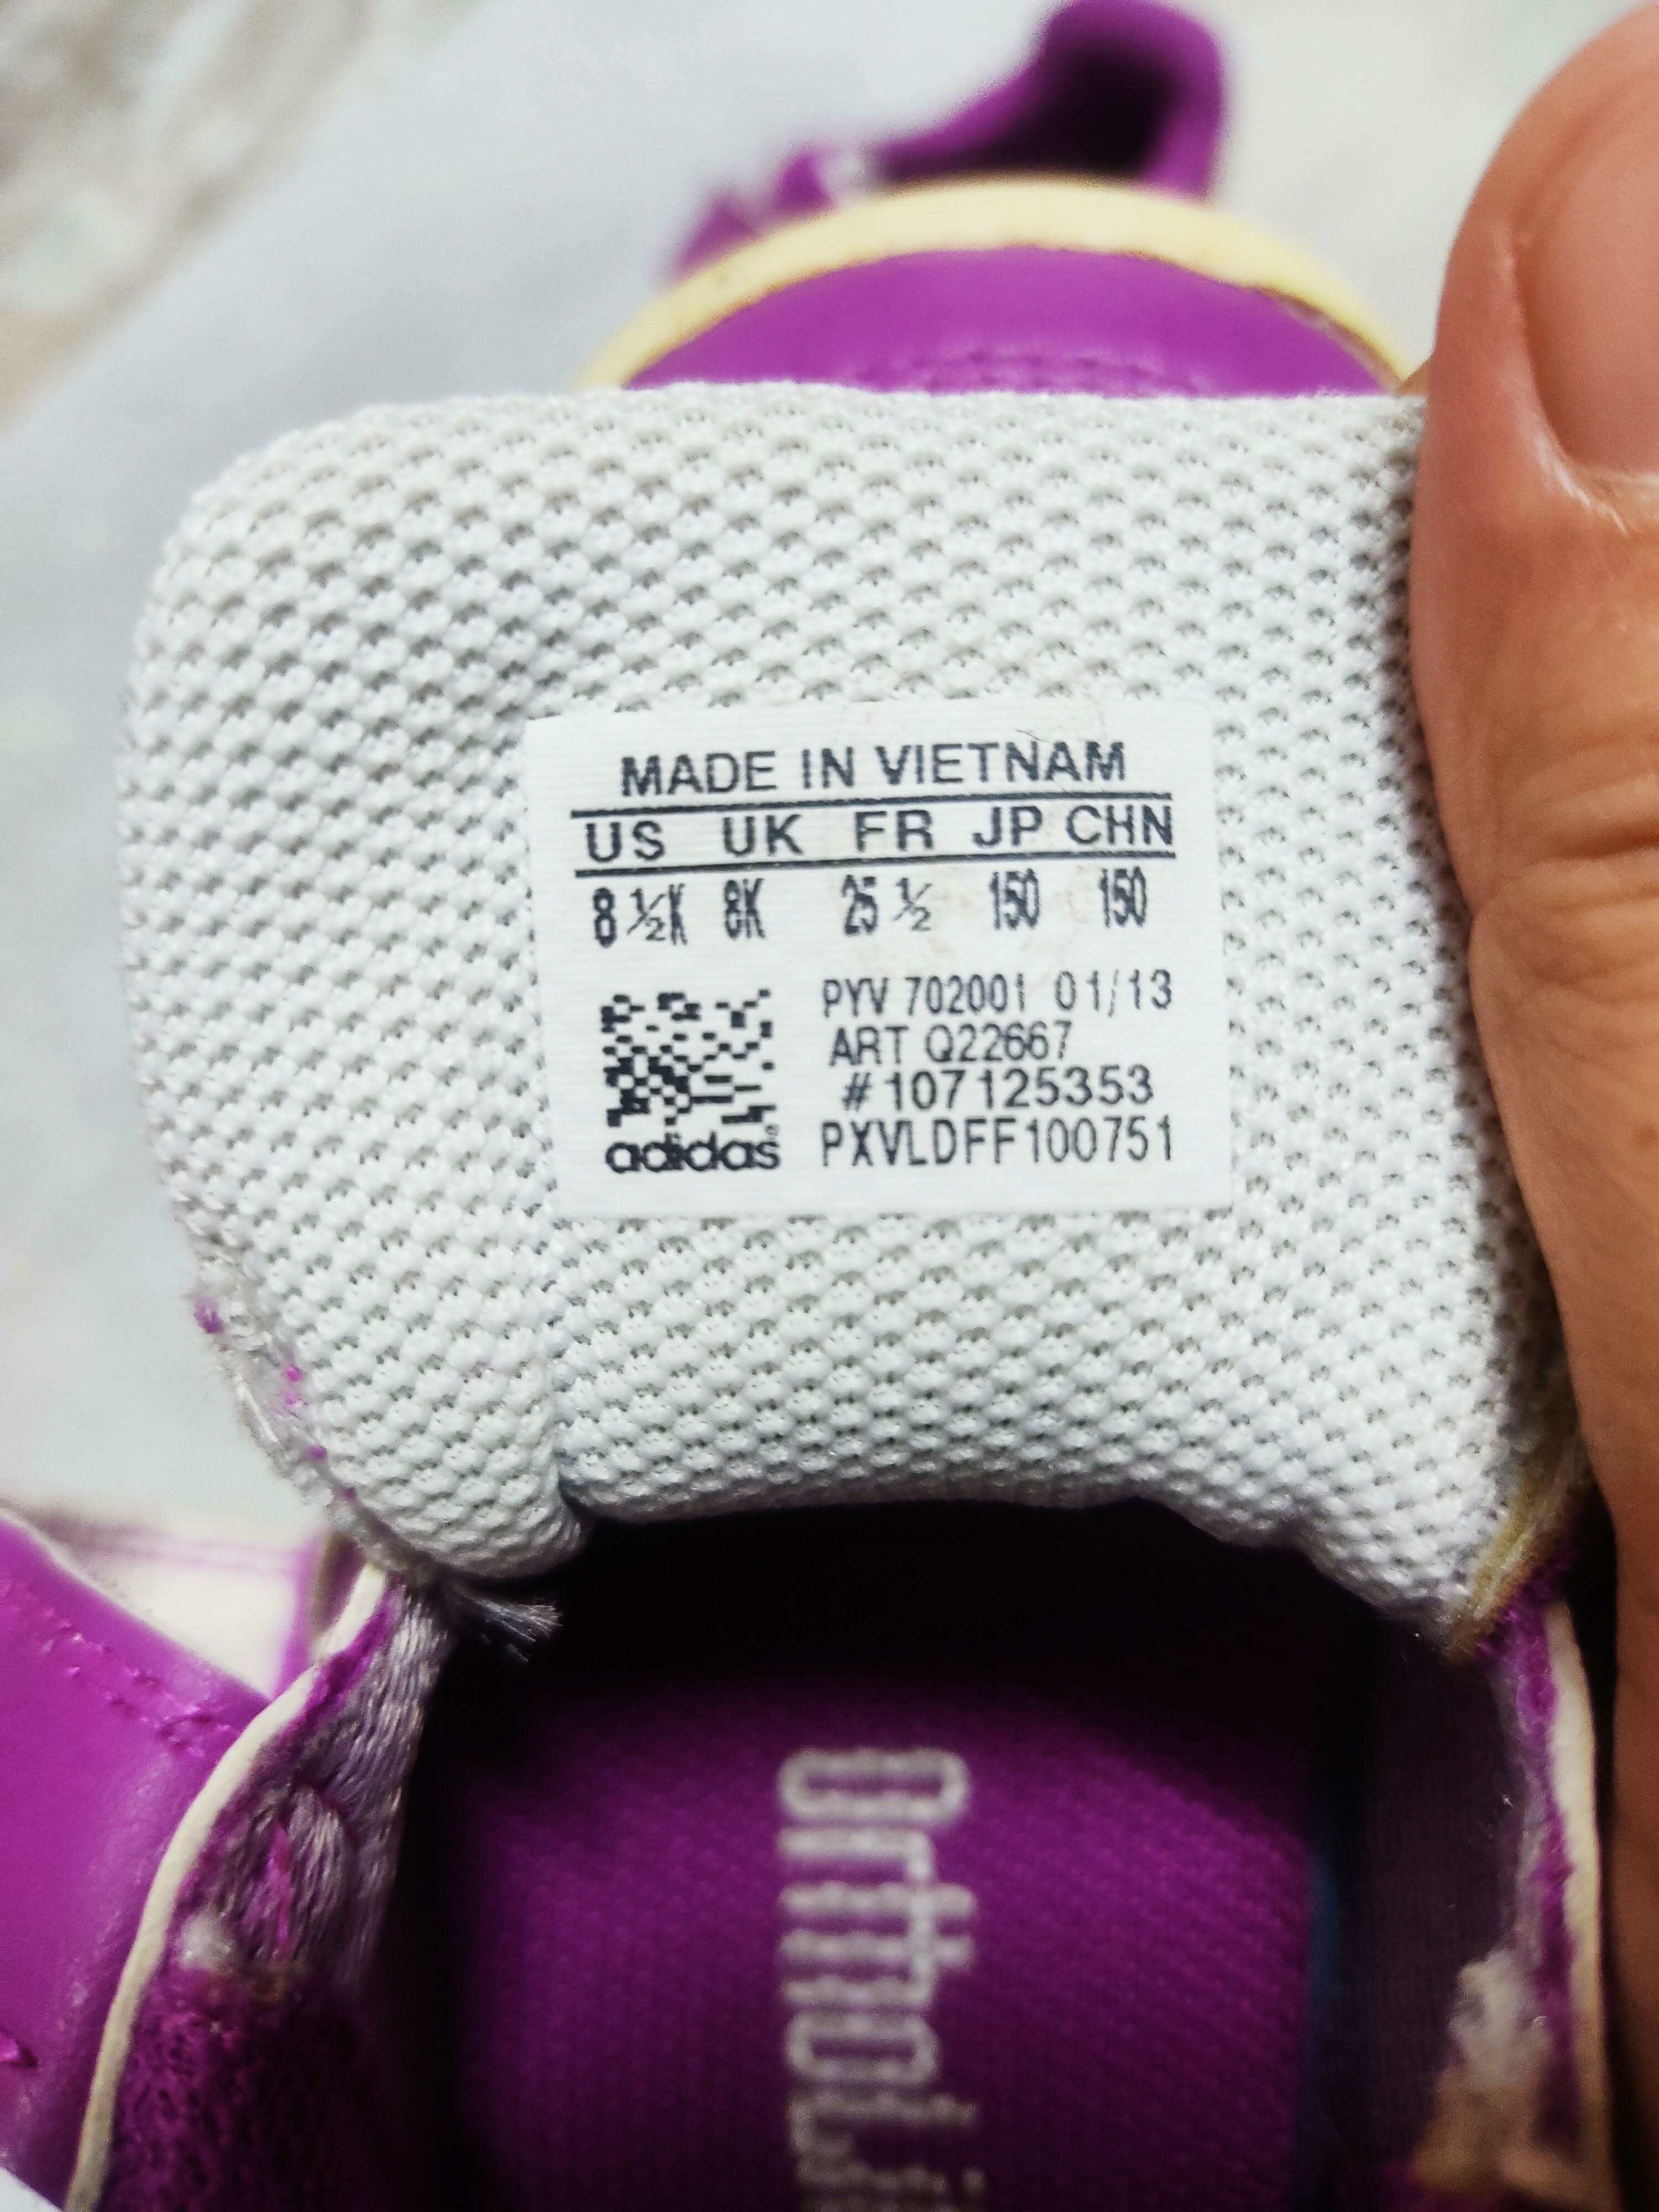 MADE IN VIETNAM
US UK FR JP CHN
8 ½K 8K 25 ½ 150 150
PYV 702001 01/13
ART Q22667
#107125353
adidas® PXVLDFF100751
OrthoLi